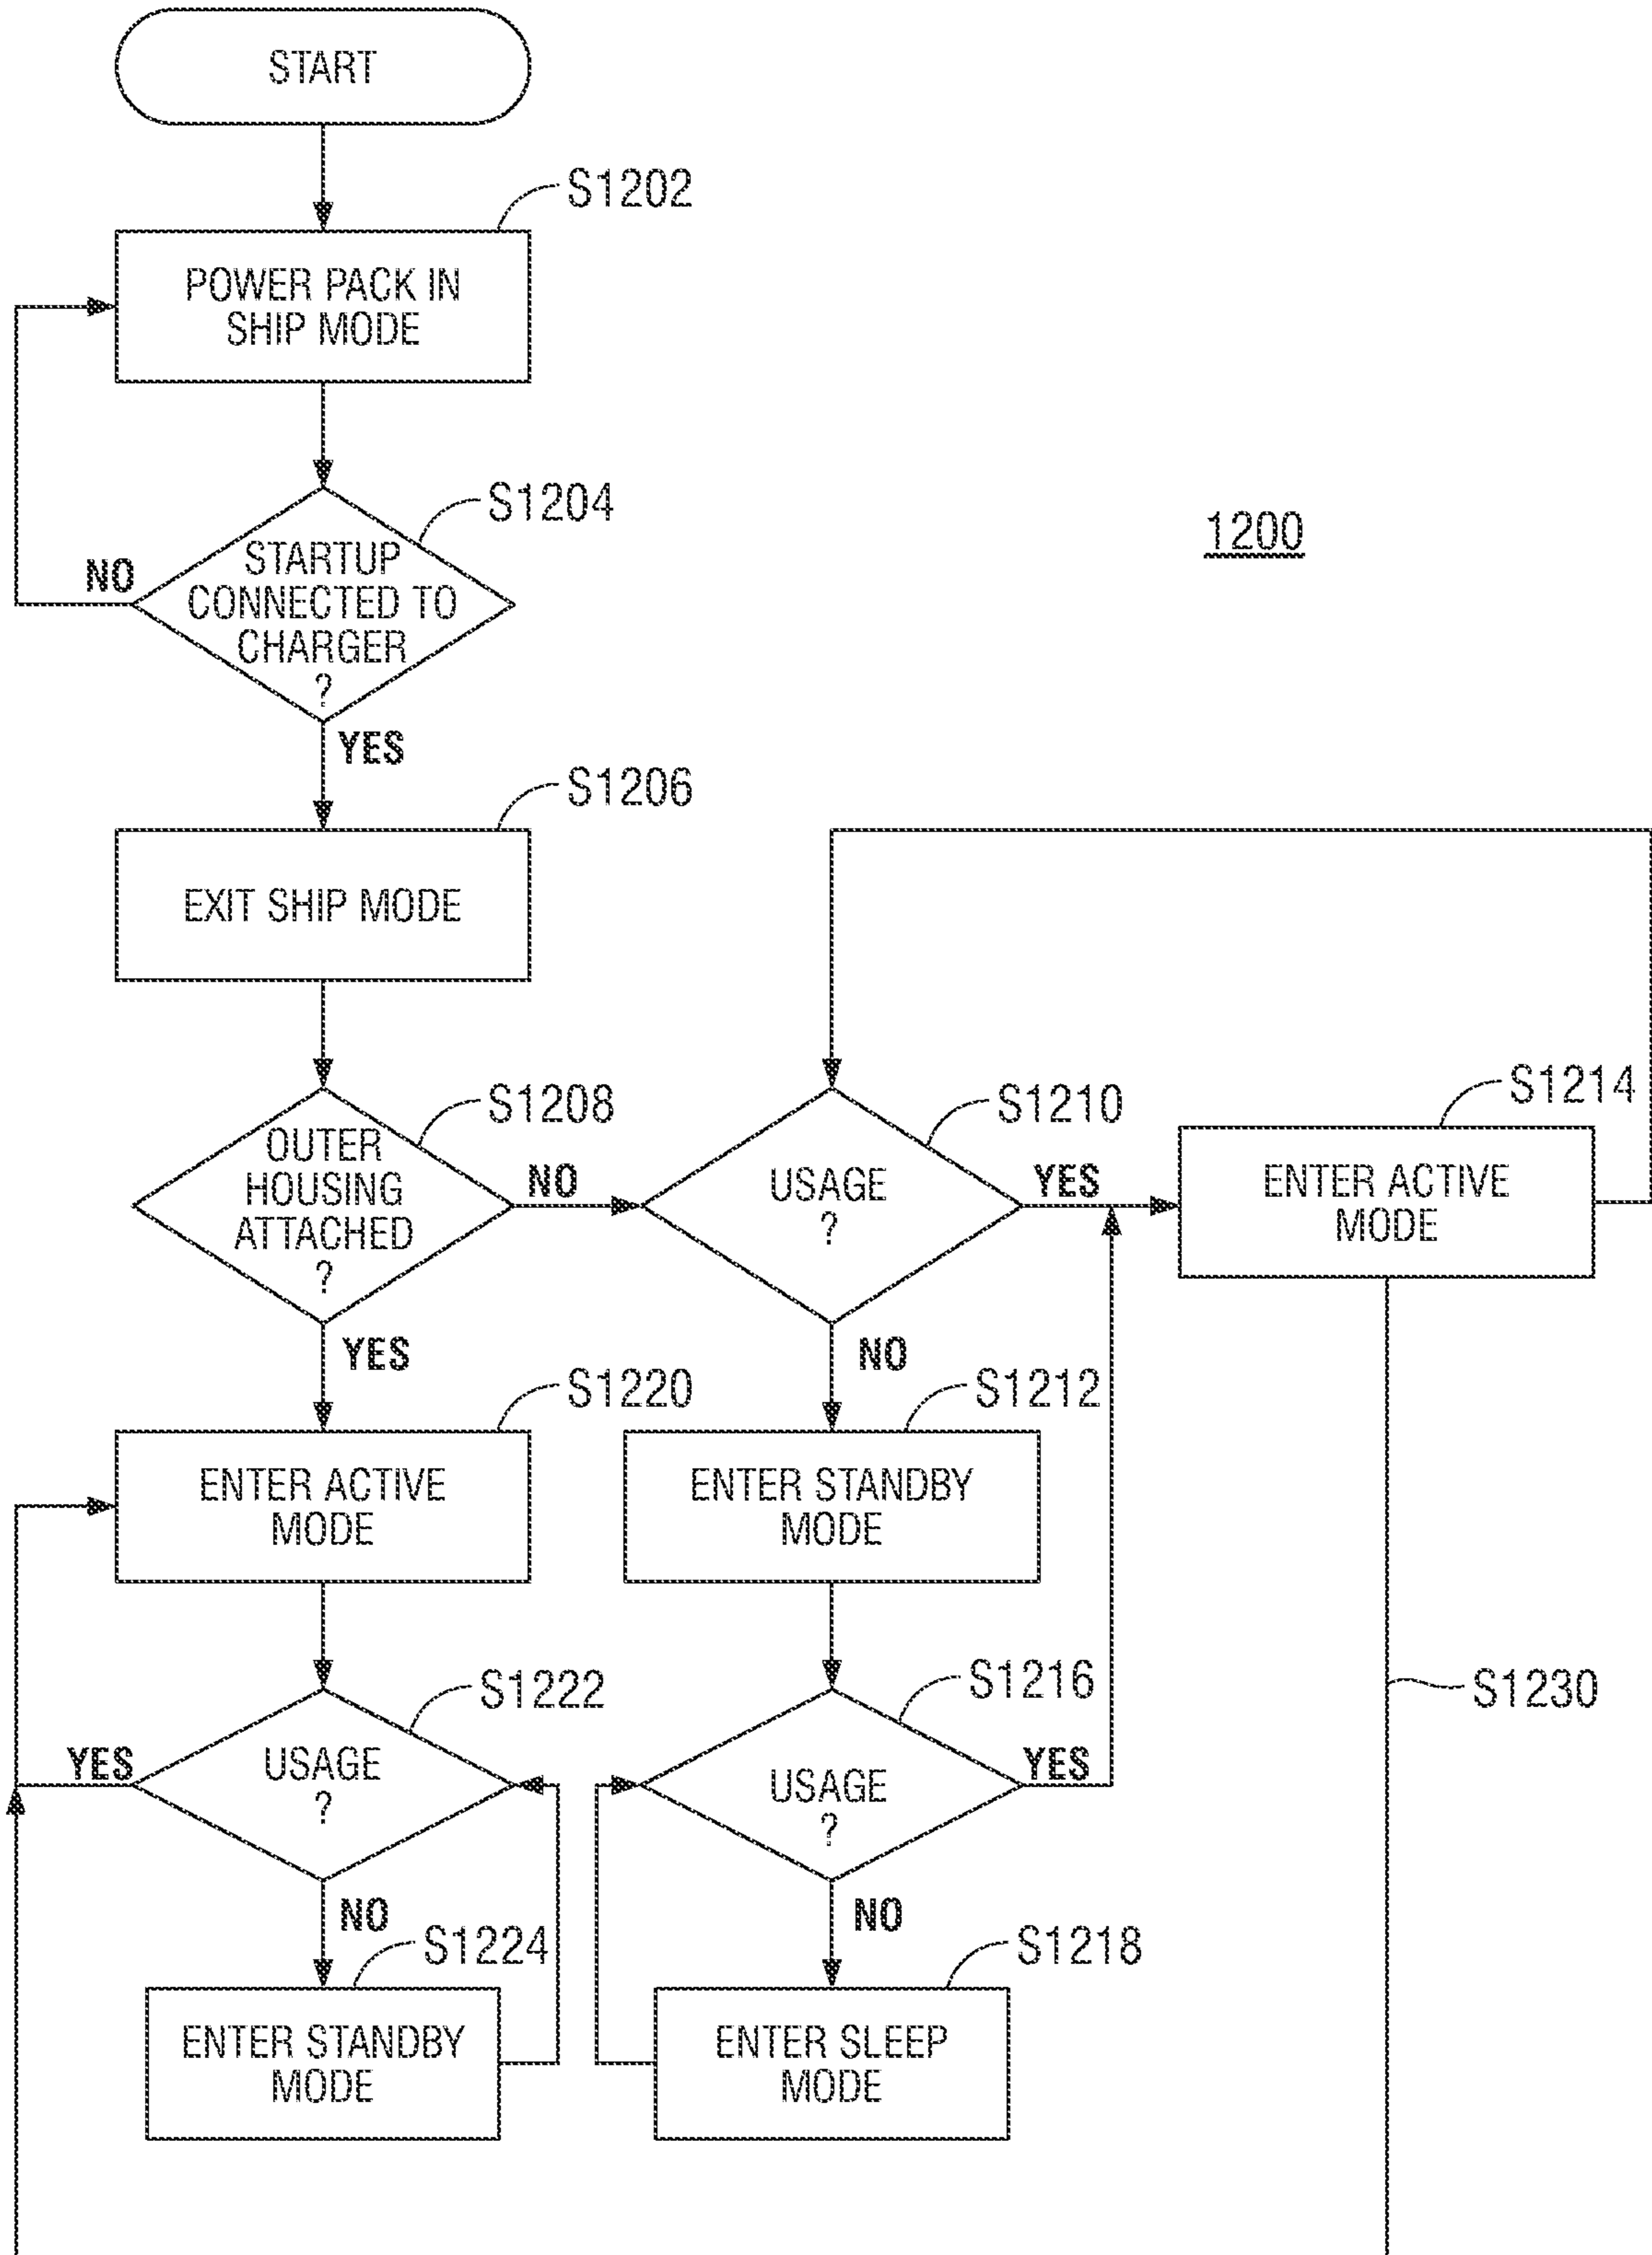 START
S1202
POWER PACK IN
SHIP MODE
S1204
STARTUP
CONNECTED TO
CHARGER
?
NO
1200
YES
S1206
EXIT SHIP MODE
S1208
OUTER
HOUSING
ATTACHED
?
NO
S1210
USAGE
?
YES
S1214
ENTER ACTIVE
MODE
YES
NO
S1220
ENTER ACTIVE
MODE
S1212
ENTER STANDBY
MODE
S1222
USAGE
?
YES
S1216
USAGE
?
YES
S1230
NO
S1224
ENTER STANDBY
MODE
NO
S1218
ENTER SLEEP
MODE